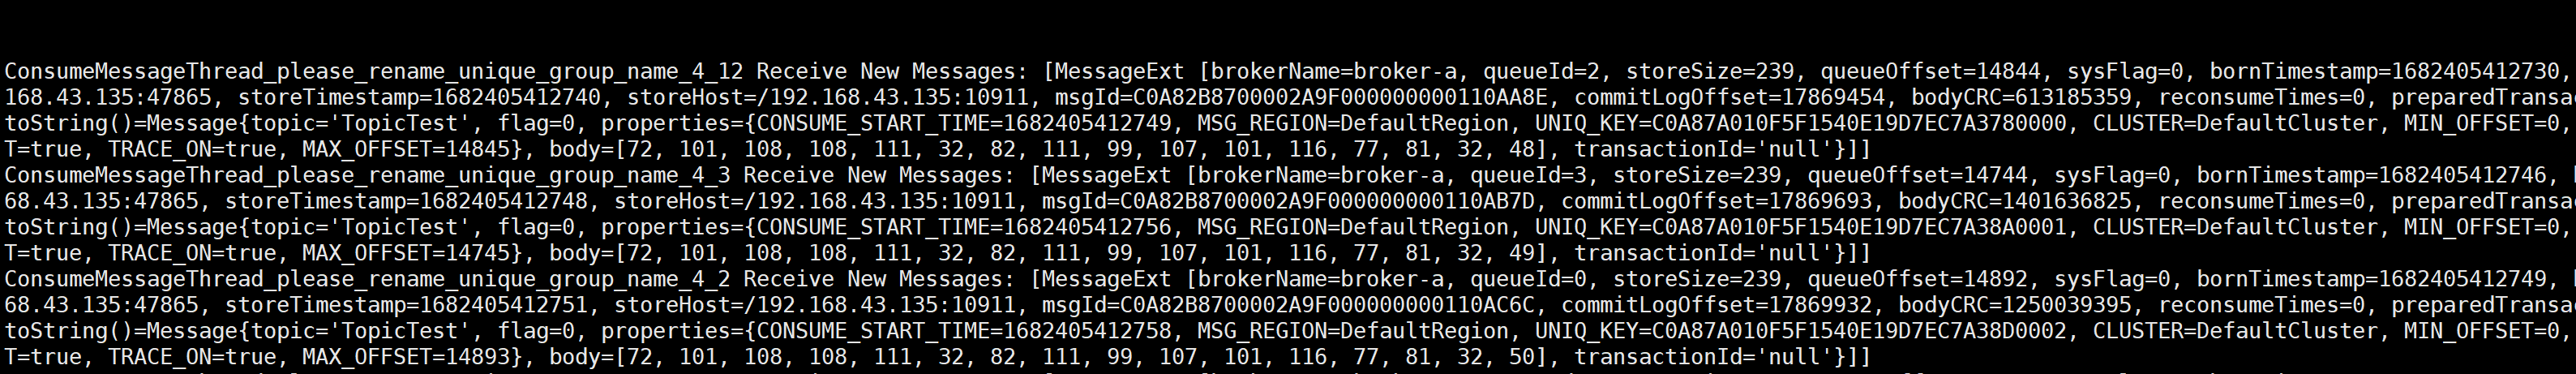 ConsumeMessageThread_please_rename_unique_group_name_4_12 Receive New Messages: [MessageExt [brokerName=broker-a, queueId=2, storeSize=239, queueOffset=14844, sysFlag=0, bornTimestamp=1682405412730,
168.43.135:47865, storeTimestamp=1682405412740, storeHost=/192.168.43.135:10911, msgId=C0A82B8700002A9F000000000110AA8E, commitLogOffset=17869454, bodyCRC=613185359, reconsumeTimes=0, preparedTransac
toString()=Message{topic='TopicTest', flag=0, properties={CONSUME_START_TIME=1682405412749, MSG_REGION=DefaultRegion, UNIQ_KEY=C0A87A010F5F1540E19D7EC7A3780000, CLUSTER=DefaultCluster, MIN_OFFSET=0,
T=true, TRACE_ON=true, MAX_OFFSET=14845}, body=[72, 101, 108, 108, 111, 32, 82, 111, 99, 107, 101, 116, 77, 81, 32, 48], transactionId='null'}]]
ConsumeMessageThread_please_rename_unique_group_name_4_3 Receive New Messages: [MessageExt [brokerName=broker-a, queueId=3, storeSize=239, queueOffset=14744, sysFlag=0, bornTimestamp=1682405412746,
68.43.135:47865, storeTimestamp=1682405412748, storeHost=/192.168.43.135:10911, msgId=C0A82B8700002A9F000000000110AB7D, commitLogOffset=17869693, bodyCRC=1401636825, reconsumeTimes=0, preparedTransac
toString()=Message{topic='TopicTest', flag=0, properties={CONSUME_START_TIME=1682405412756, MSG_REGION=DefaultRegion, UNIQ_KEY=C0A87A010F5F1540E19D7EC7A38A0001, CLUSTER=DefaultCluster, MIN_OFFSET=0,
T=true, TRACE_ON=true, MAX_OFFSET=14745}, body=[72, 101, 108, 108, 111, 32, 82, 111, 99, 107, 101, 116, 77, 81, 32, 49], transactionId='null'}]]
ConsumeMessageThread_please_rename_unique_group_name_4_2 Receive New Messages: [MessageExt [brokerName=broker-a, queueId=0, storeSize=239, queueOffset=14892, sysFlag=0, bornTimestamp=1682405412749,
68.43.135:47865, storeTimestamp=1682405412751, storeHost=/192.168.43.135:10911, msgId=C0A82B8700002A9F000000000110AC6C, commitLogOffset=17869932, bodyCRC=1250039395, reconsumeTimes=0, preparedTransac
toString()=Message{topic='TopicTest', flag=0, properties={CONSUME_START_TIME=1682405412758, MSG_REGION=DefaultRegion, UNIQ_KEY=C0A87A010F5F1540E19D7EC7A38D0002, CLUSTER=DefaultCluster, MIN_OFFSET=0,
T=true, TRACE_ON=true, MAX_OFFSET=14893}, body=[72, 101, 108, 108, 111, 32, 82, 111, 99, 107, 101, 116, 77, 81, 32, 50], transactionId='null'}]]